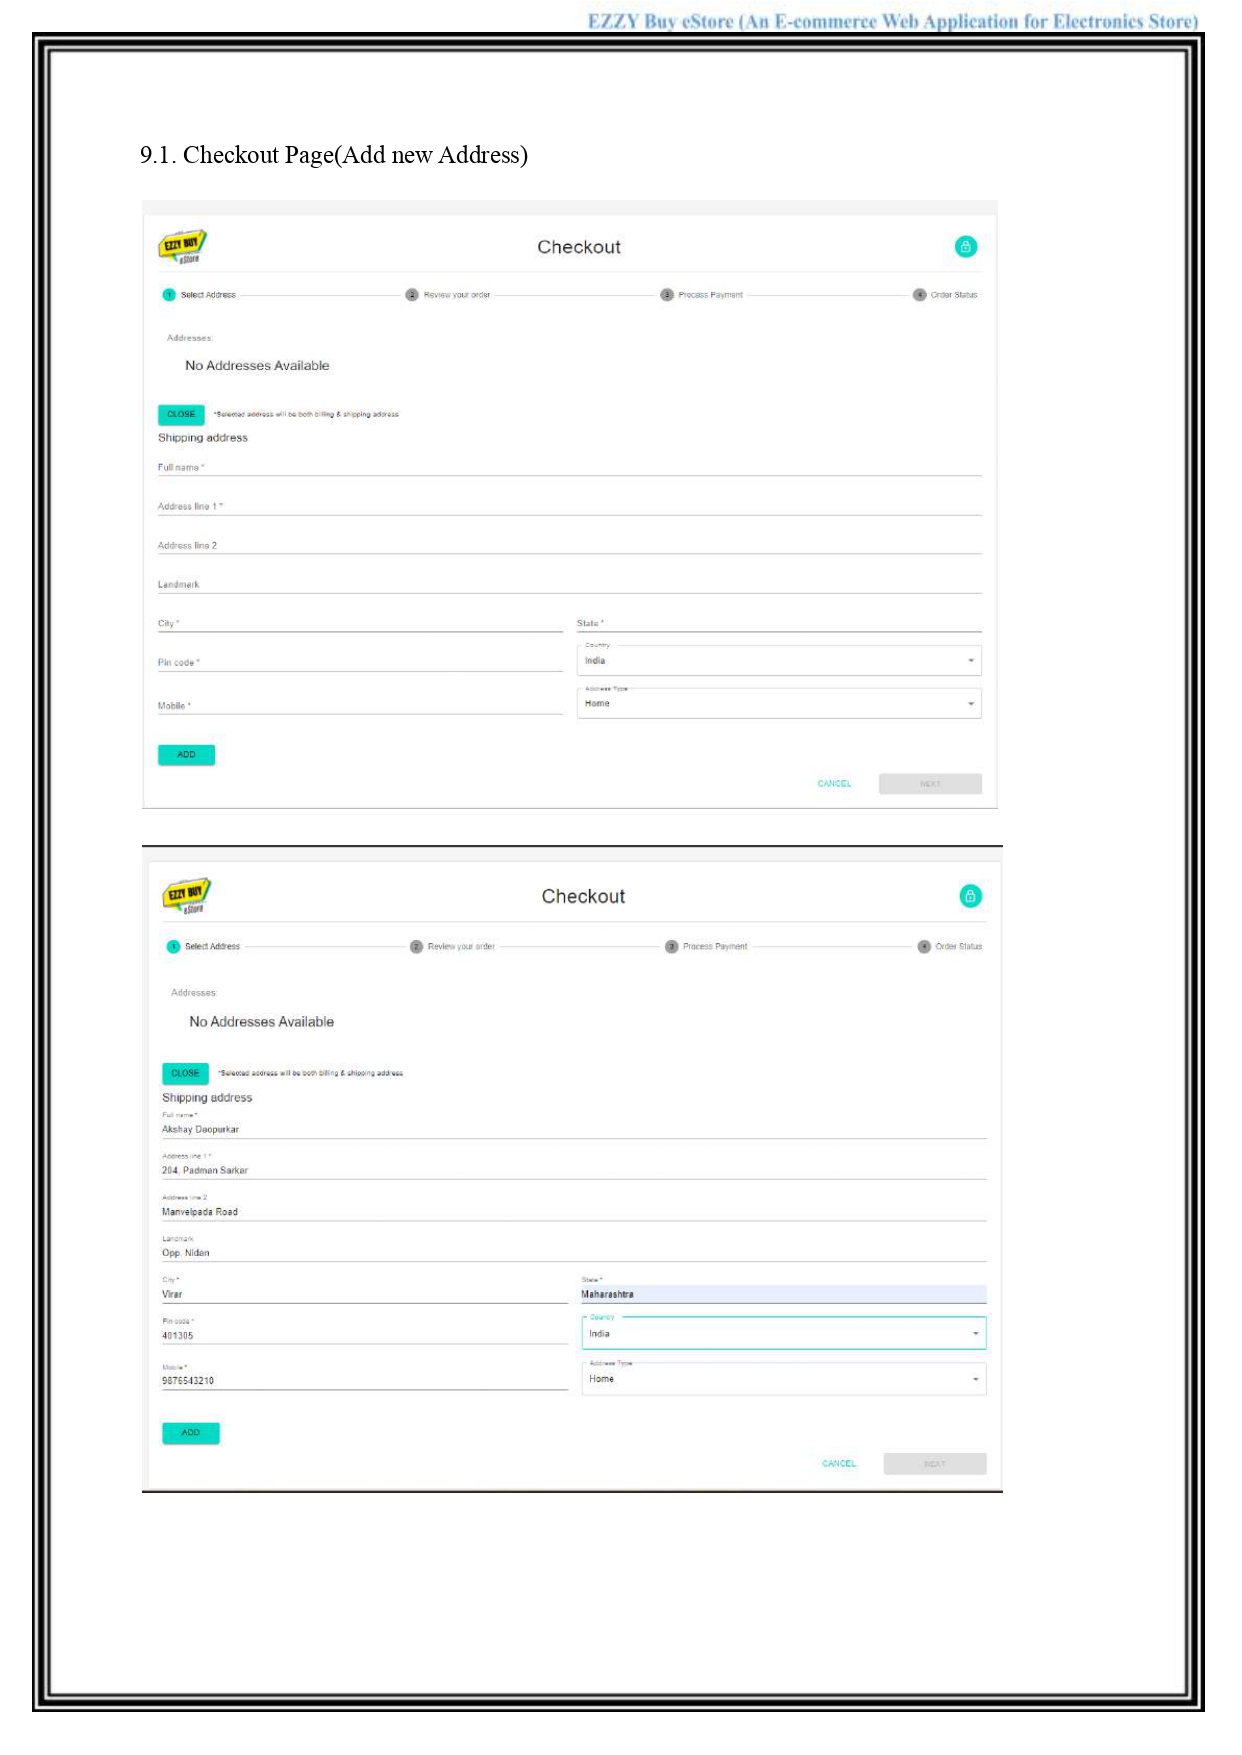 EZZY Buy eStore (An E-commerce Web Application for Electronics Store)
9.1. Checkout Page(Add new Address)
EZZY BUY
eStore
Checkout
1 Select Address 2 Review your order 3 Process Payment 4 Order Status
Addresses:
No Addresses Available
CLOSE *Selected address will be both billing & shipping address
Shipping address
Full name *
Address line 1 *
Address line 2
Landmark
City * State *
Country
Pin code * India
Address Type
Mobile * Home
ADD
CANCEL NEXT
EZZY BUY
eStore
Checkout
1 Select Address 2 Review your order 3 Process Payment 4 Order Status
Addresses:
No Addresses Available
CLOSE *Selected address will be both billing & shipping address
Shipping address
Full name *
Akshay Deopurkar
Address line 1 *
204, Padman Sarkar
Address line 2
Manvelpada Road
Landmark
Opp. Nidan
City * State *
Virar Maharashtra
Pin code * Country
401305 India
Mobile * Address Type
9876543210 Home
ADD
CANCEL NEXT